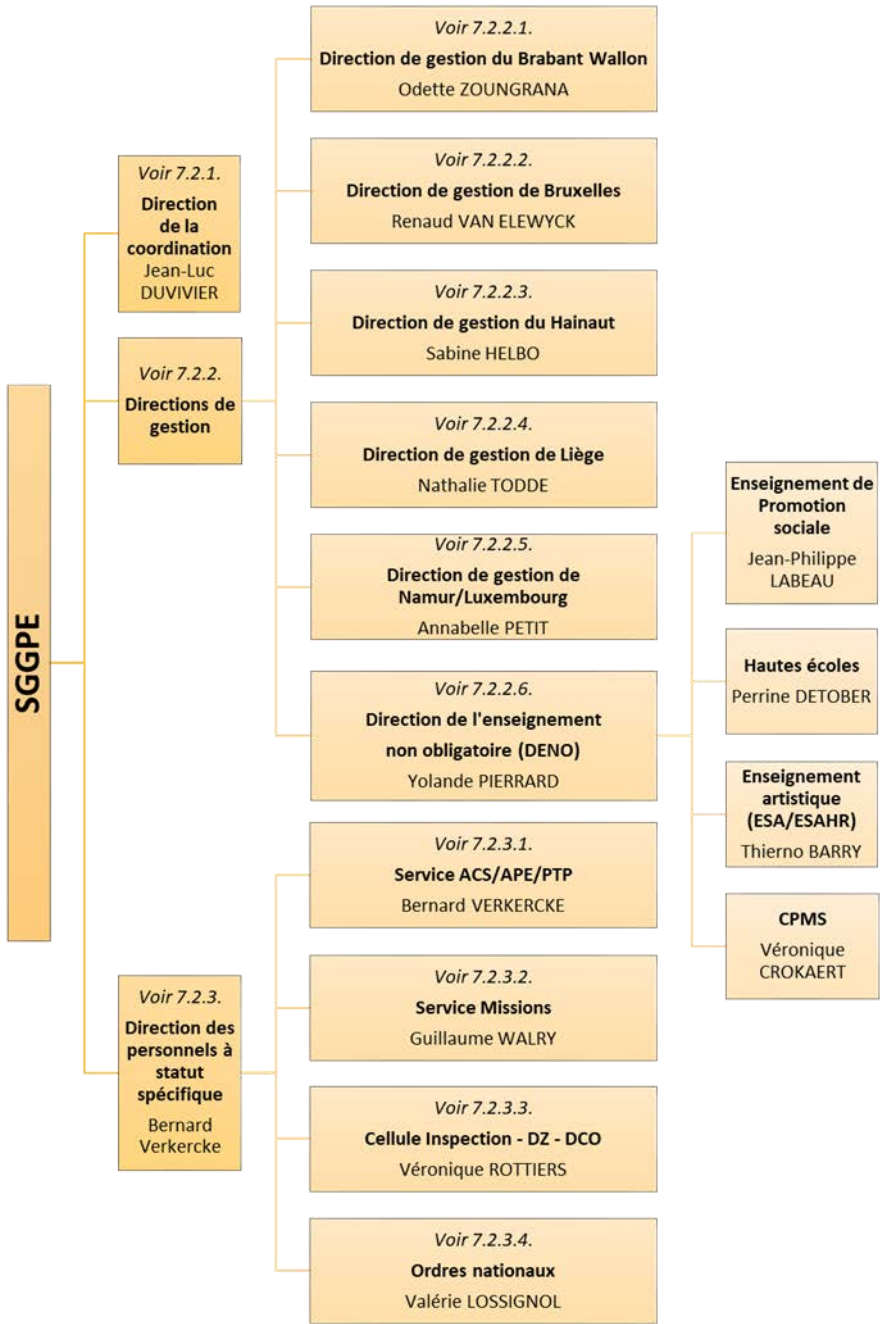 SGGPE
Voir 7.2.1.
Direction
de la
coordination
Jean-Luc
DUVIVIER
Voir 7.2.2.
Directions de
gestion
Voir 7.2.2.1.
Direction de gestion du Brabant Wallon
Odette ZOUNGRANA
Voir 7.2.2.2.
Direction de gestion de Bruxelles
Renaud VAN ELEWYCK
Voir 7.2.2.3.
Direction de gestion du Hainaut
Sabine HELBO
Voir 7.2.2.4.
Direction de gestion de Liège
Nathalie TODDE
Voir 7.2.2.5.
Direction de gestion de
Namur/Luxembourg
Annabelle PETIT
Voir 7.2.2.6.
Direction de l'enseignement
non obligatoire (DENO)
Yolande PIERRARD
Enseignement de
Promotion
sociale
Jean-Philippe
LABEAU
Hautes écoles
Perrine DETOBER
Enseignement
artistique
(ESA/ESAHR)
Thierno BARRY
CPMS
Véronique
CROKAERT
Voir 7.2.3.
Direction des
personnels à
statut
spécifique
Bernard
Verkercke
Voir 7.2.3.1.
Service ACS/APE/PTP
Bernard VERKERCKE
Voir 7.2.3.2.
Service Missions
Guillaume WALRY
Voir 7.2.3.3.
Cellule Inspection - DZ - DCO
Véronique ROTTIERS
Voir 7.2.3.4.
Ordres nationaux
Valérie LOSSIGNOL